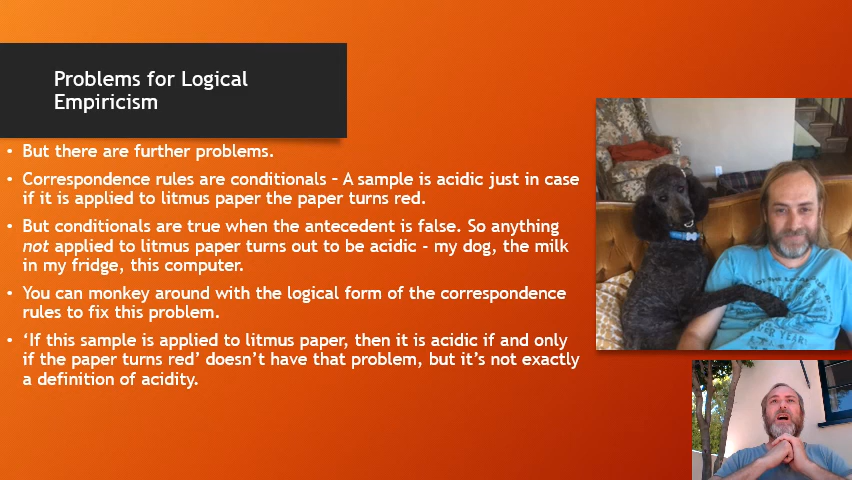 Problems for Logical
Empiricism
• But there are further problems.
• Correspondence rules are conditionals – A sample is acidic just in case
if it is applied to litmus paper the paper turns red.
• But conditionals are true when the antecedent is false. So anything
not applied to litmus paper turns out to be acidic - my dog, the milk
in my fridge, this computer.
• You can monkey around with the logical form of the correspondence
rules to fix this problem.
• ‘If this sample is applied to litmus paper, then it is acidic if and only
if the paper turns red’ doesn’t have that problem, but it’s not exactly
a definition of acidity.